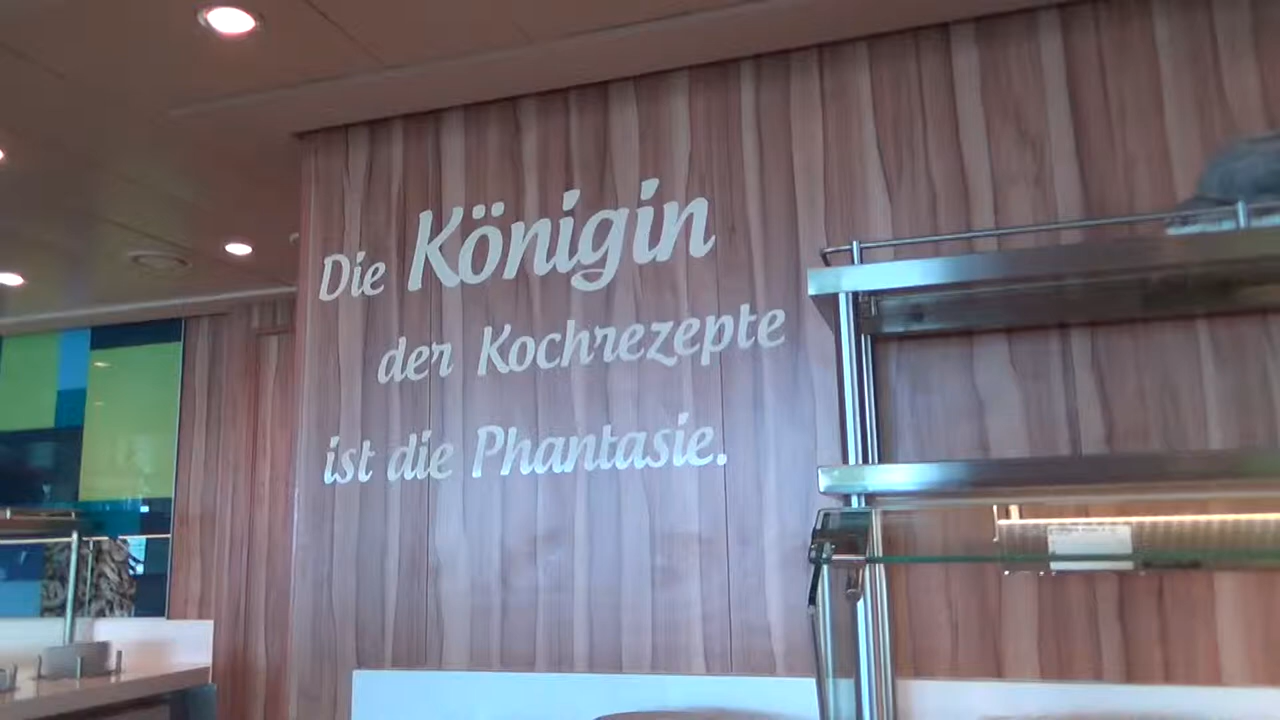 Die Königin
der Kochrezepte
ist die Phantasie.